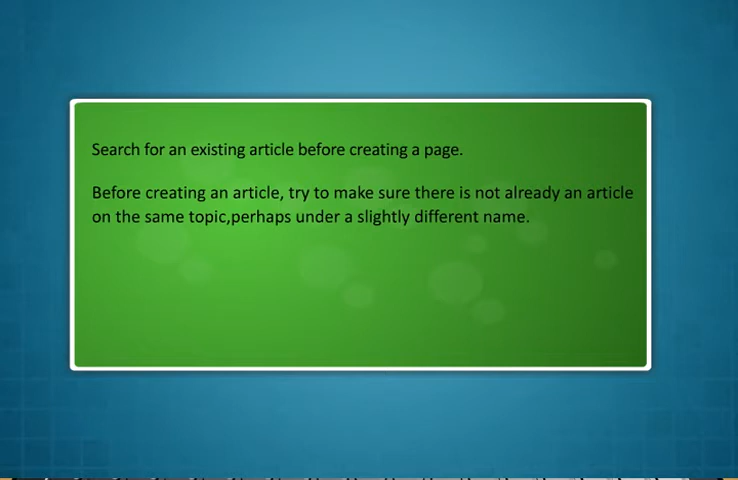 Search for an existing article before creating a page.
Before creating an article, try to make sure there is not already an article
on the same topic,perhaps under a slightly different name.